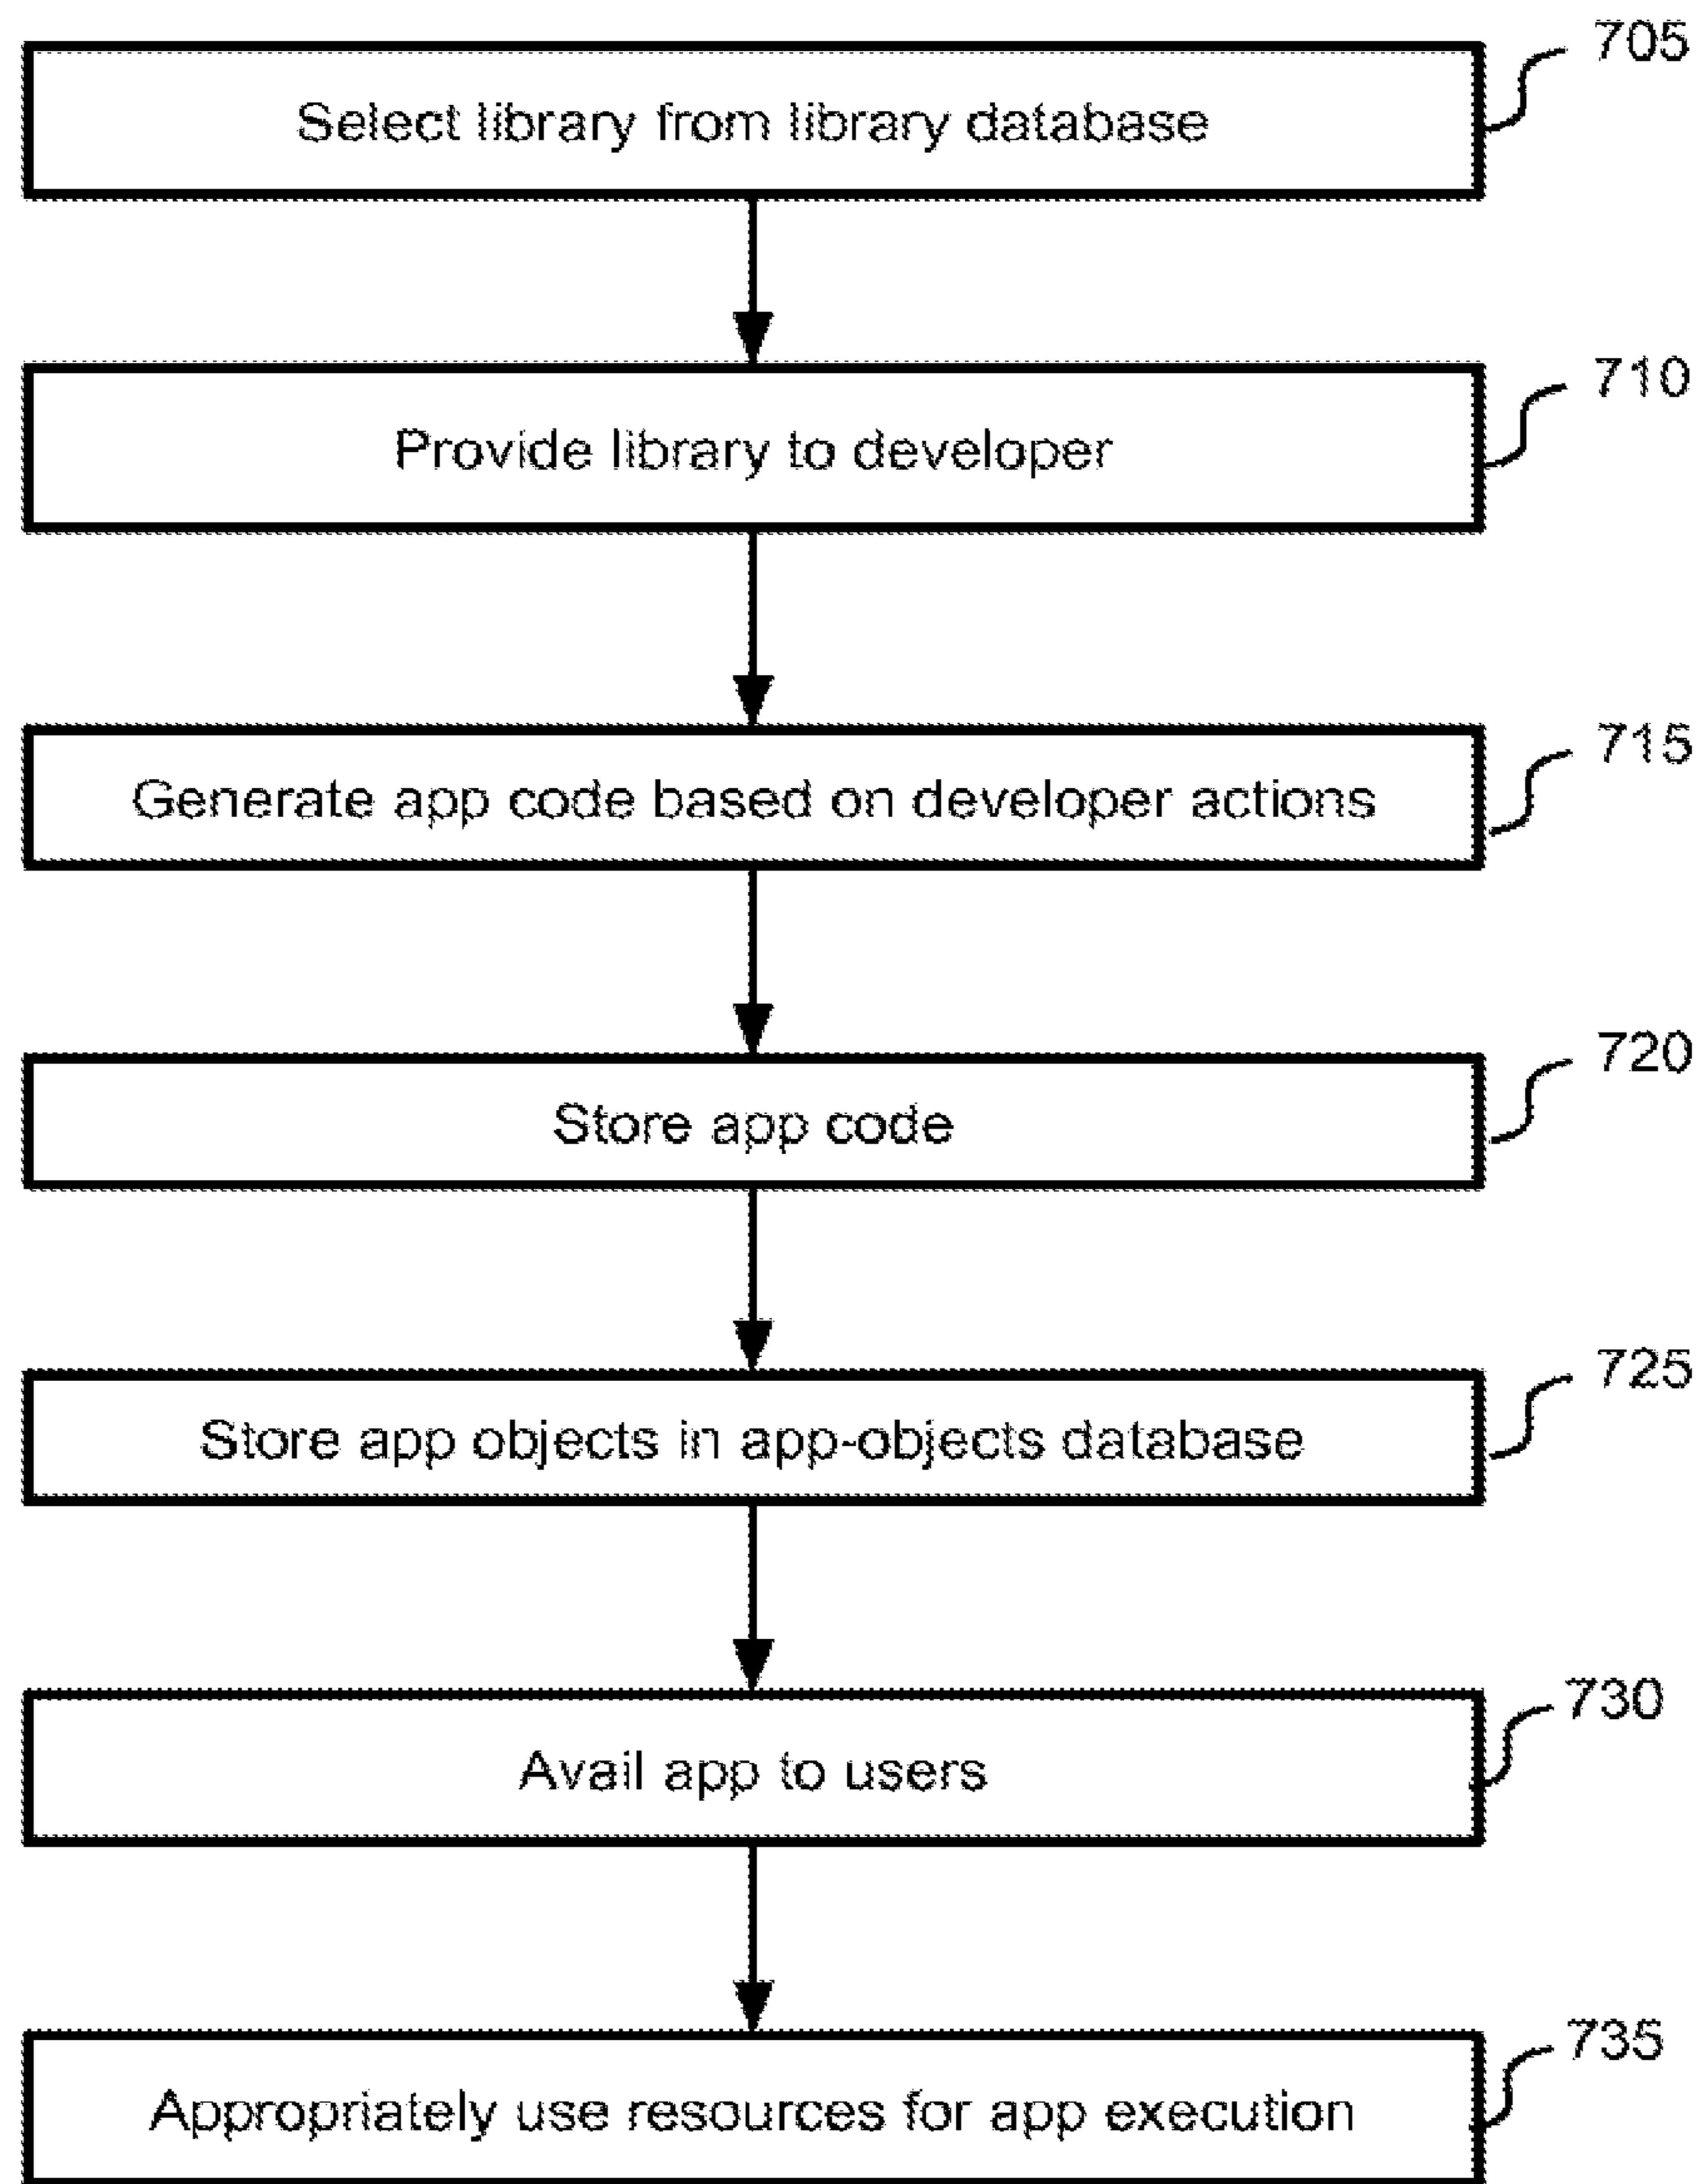 705
Select library from library database
710
Provide library to developer
715
Generate app code based on developer actions
720
Store app code
725
Store app objects in app-objects database
730
Avail app to users
735
Appropriately use resources for app execution